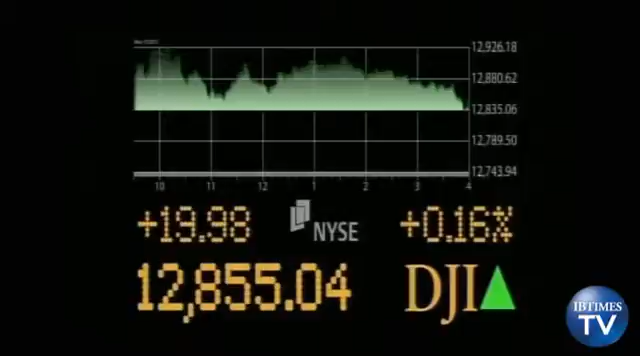 12,926.18
12,880.62
12,835.06
12,789.50
12,743.94
10 11 12 1 2 3 4
+19.98 NYSE +0.16%
12,855.04 DJI
IBTIMES
TV